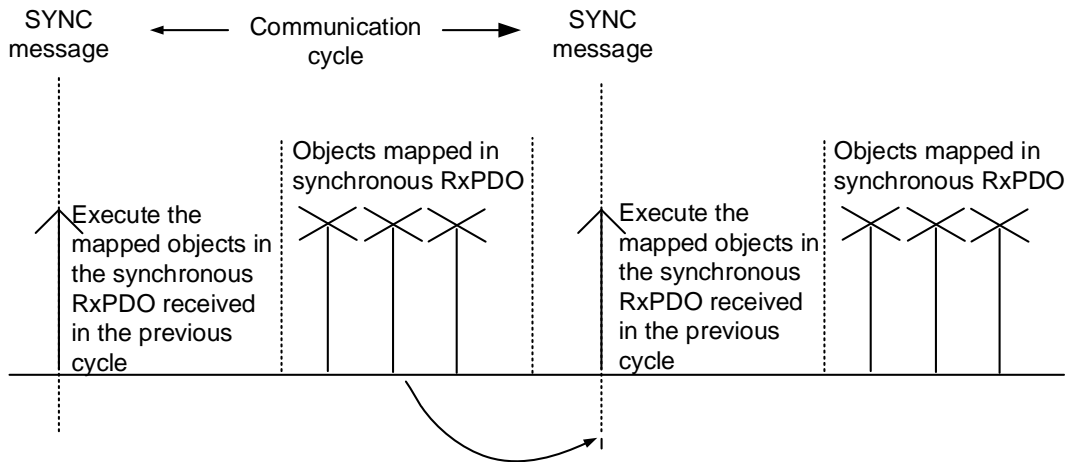 SYNC
message
Communication
cycle
SYNC
message
Objects mapped in
synchronous RxPDO
Objects mapped in
synchronous RxPDO
Execute the
mapped objects in
the synchronous
RxPDO received
in the previous
cycle
Execute the
mapped objects in
the synchronous
RxPDO received
in the previous
cycle